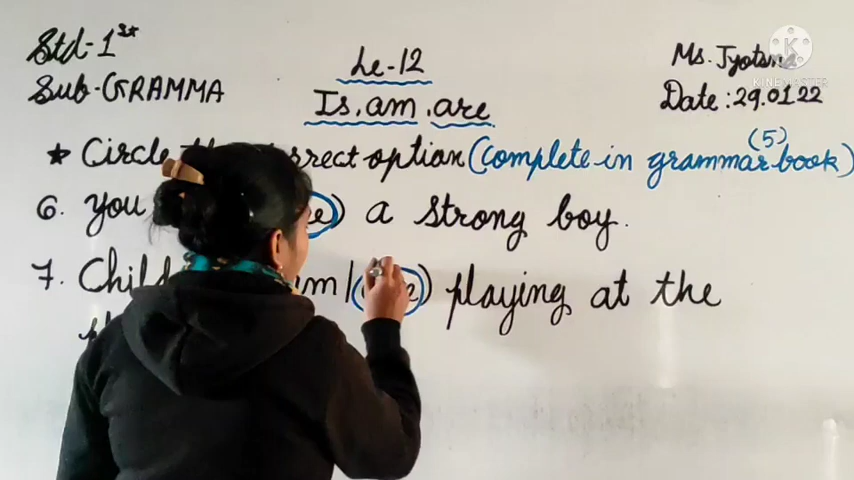 Std-1st
Le-12
Ms. Jyotsna
Sub-GRAMMA
Is.am.are
Date:29.01.22
★ Circle option (complete in grammar book)
(5)
6. You ) a strong boy.
7. m | ) playing at the
KINEMASTER